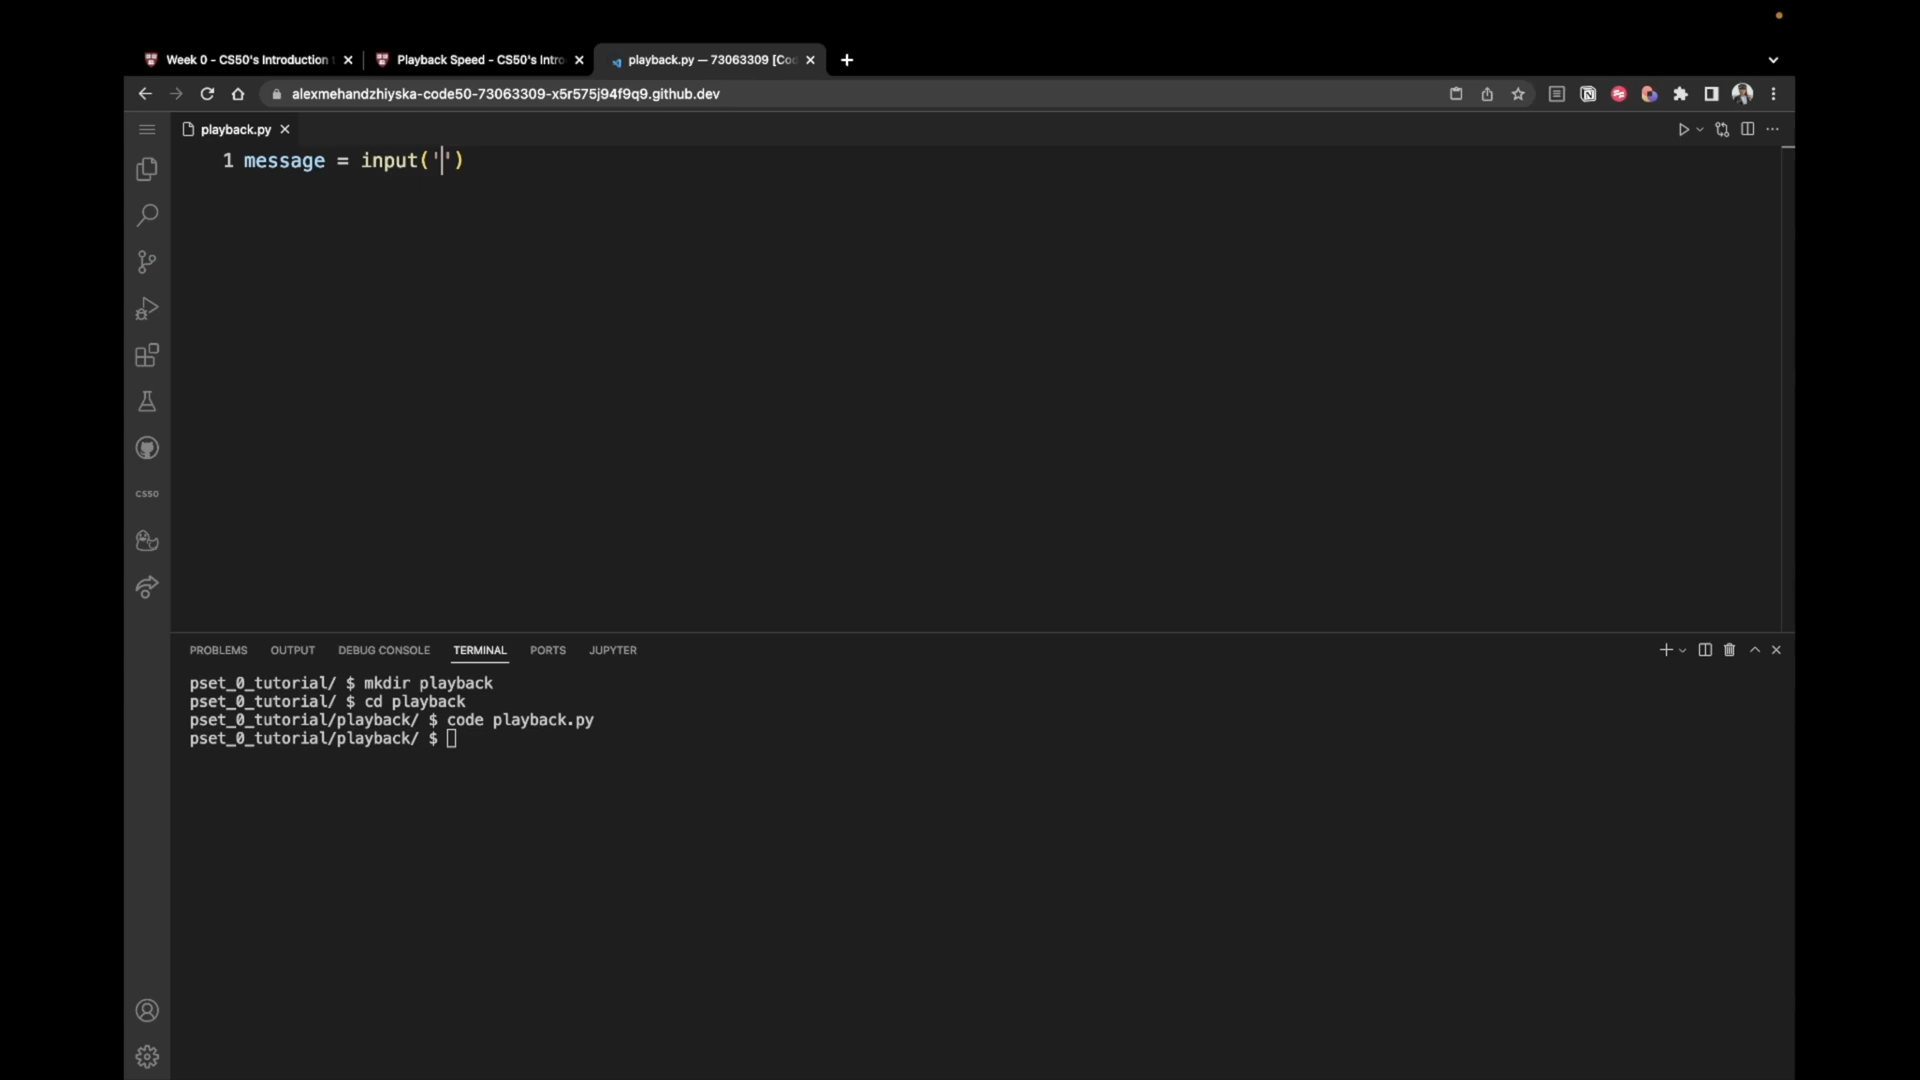 Week 0 - CS50's Introduction
Playback Speed - CS50's Intro
playback.py — 73063309 [Co
alexmehandzhiyska-code50-73063309-x5r575j94f9q9.github.dev
playback.py
1 message = input('')
CS50
PROBLEMS OUTPUT DEBUG CONSOLE TERMINAL PORTS JUPYTER
pset_0_tutorial/ $ mkdir playback
pset_0_tutorial/ $ cd playback
pset_0_tutorial/playback/ $ code playback.py
pset_0_tutorial/playback/ $